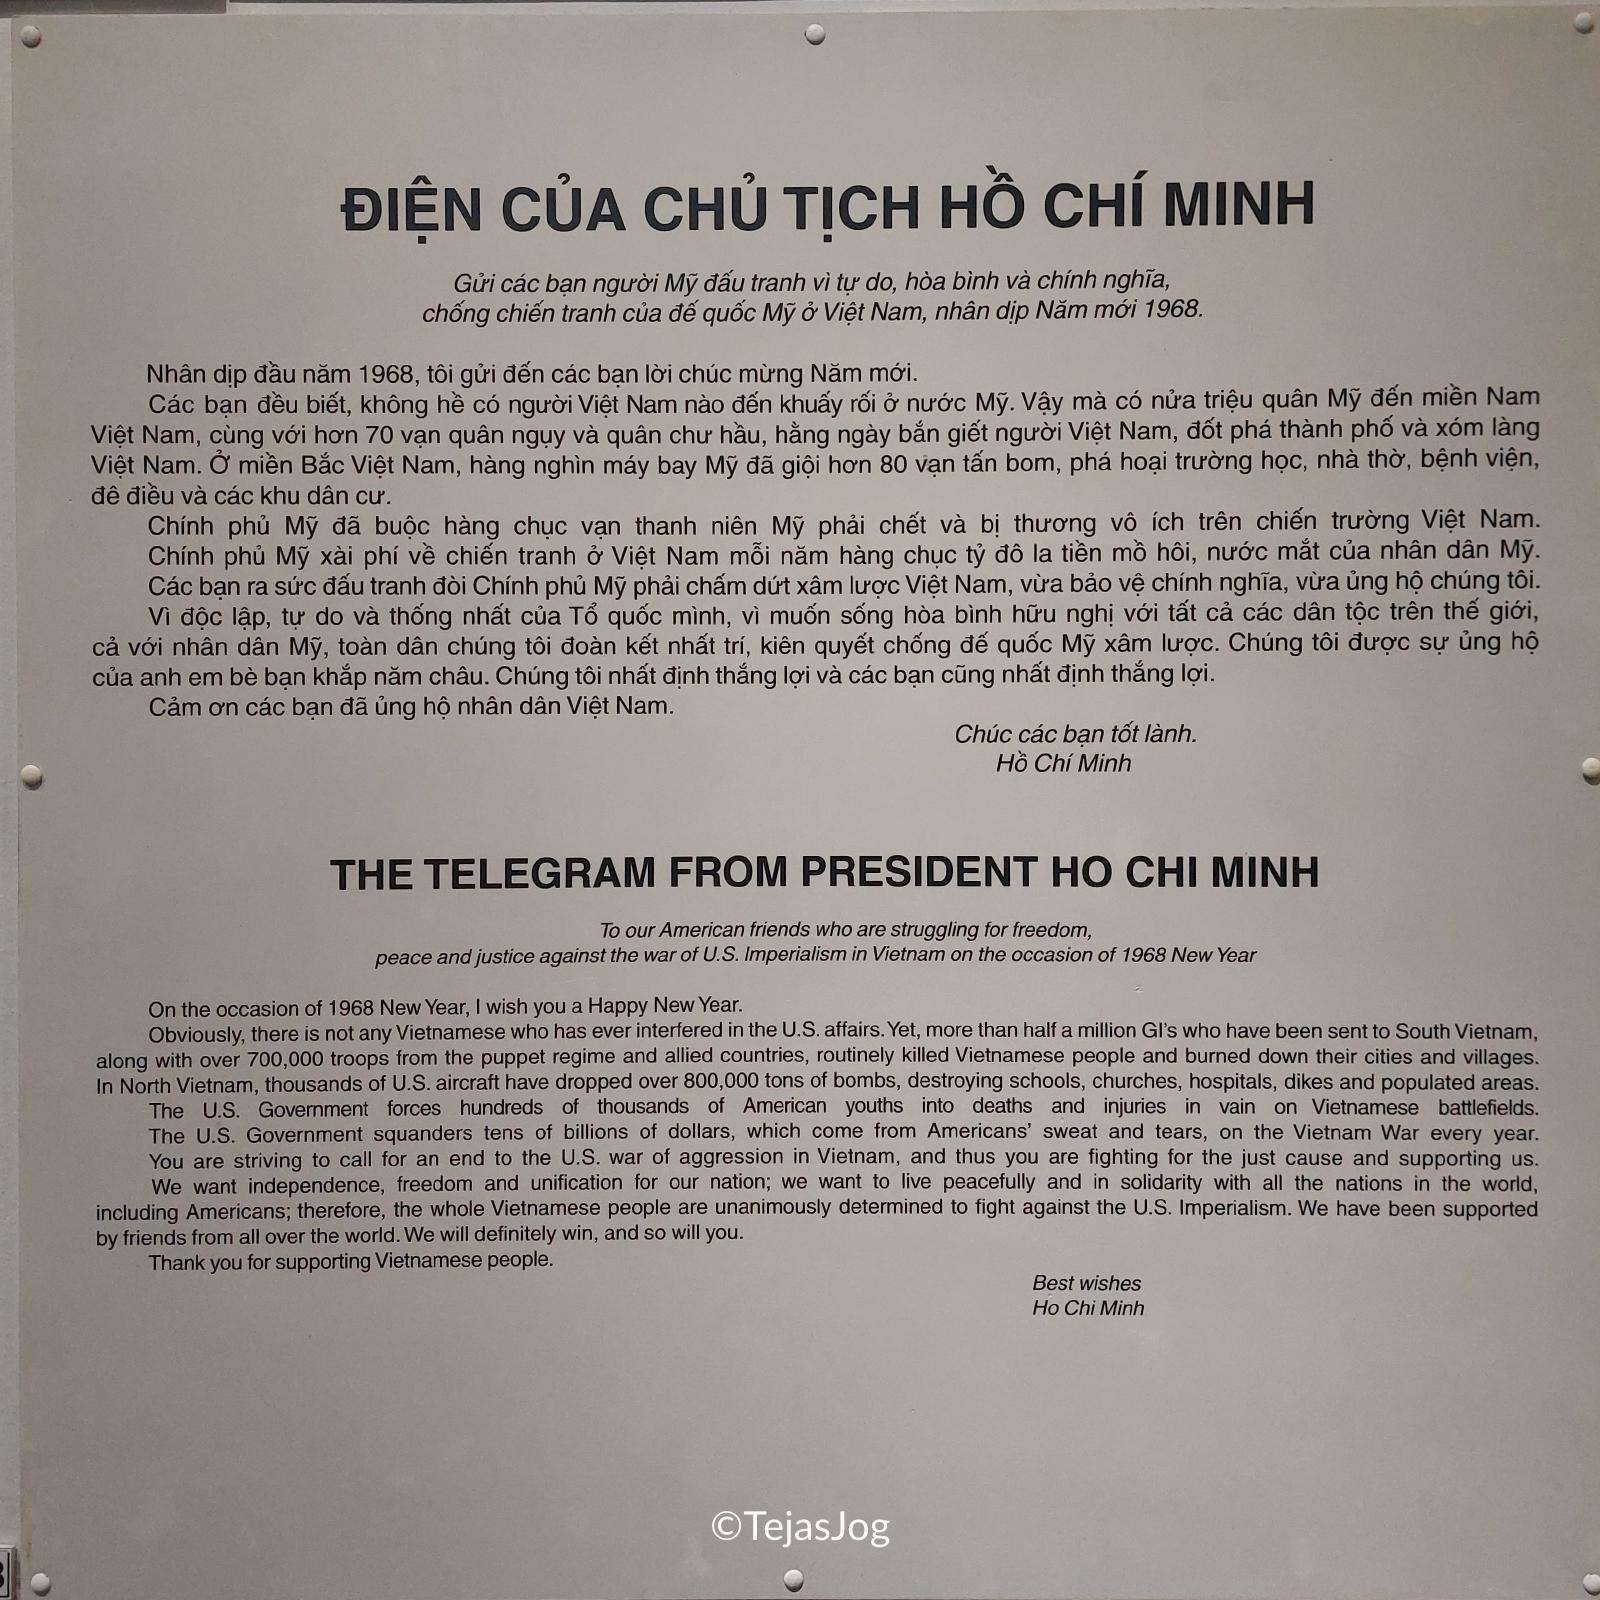 ĐIỆN CỦA CHỦ TỊCH HỒ CHÍ MINH
Gửi các bạn người Mỹ đấu tranh vì tự do, hòa bình và chính nghĩa,
chống chiến tranh của đế quốc Mỹ ở Việt Nam, nhân dịp Năm mới 1968.
Nhân dịp đầu năm 1968, tôi gửi đến các bạn lời chúc mừng Năm mới.
Các bạn đều biết, không hề có người Việt Nam nào đến khuấy rối ở nước Mỹ. Vậy mà có nửa triệu quân Mỹ đến miền Nam
Việt Nam, cùng với hơn 70 vạn quân ngụy và quân chư hầu, hằng ngày bắn giết người Việt Nam, đốt phá thành phố và xóm làng
Việt Nam. Ở miền Bắc Việt Nam, hàng nghìn máy bay Mỹ đã giội hơn 80 vạn tấn bom, phá hoại trường học, nhà thờ, bệnh viện,
đê điều và các khu dân cư.
Chính phủ Mỹ đã buộc hàng chục vạn thanh niên Mỹ phải chết và bị thương vô ích trên chiến trường Việt Nam.
Chính phủ Mỹ xài phí về chiến tranh ở Việt Nam mỗi năm hàng chục tỷ đô la tiền mồ hôi, nước mắt của nhân dân Mỹ.
Các bạn ra sức đấu tranh đòi Chính phủ Mỹ phải chấm dứt xâm lược Việt Nam, vừa bảo vệ chính nghĩa, vừa ủng hộ chúng tôi.
Vì độc lập, tự do và thống nhất của Tổ quốc mình, vì muốn sống hòa bình hữu nghị với tất cả các dân tộc trên thế giới,
cả với nhân dân Mỹ, toàn dân chúng tôi đoàn kết nhất trí, kiên quyết chống đế quốc Mỹ xâm lược. Chúng tôi được sự ủng hộ
của anh em bè bạn khắp năm châu. Chúng tôi nhất định thắng lợi và các bạn cũng nhất định thắng lợi.
Cảm ơn các bạn đã ủng hộ nhân dân Việt Nam.
Chúc các bạn tốt lành.
Hồ Chí Minh
THE TELEGRAM FROM PRESIDENT HO CHI MINH
To our American friends who are struggling for freedom,
peace and justice against the war of U.S. Imperialism in Vietnam on the occasion of 1968 New Year
On the occasion of 1968 New Year, I wish you a Happy New Year.
Obviously, there is not any Vietnamese who has ever interfered in the U.S. affairs. Yet, more than half a million GI's who have been sent to South Vietnam,
along with over 700,000 troops from the puppet regime and allied countries, routinely killed Vietnamese people and burned down their cities and villages.
In North Vietnam, thousands of U.S. aircraft have dropped over 800,000 tons of bombs, destroying schools, churches, hospitals, dikes and populated areas.
The U.S. Government forces hundreds of thousands of American youths into deaths and injuries in vain on Vietnamese battlefields.
The U.S. Government squanders tens of billions of dollars, which come from Americans' sweat and tears, on the Vietnam War every year.
You are striving to call for an end to the U.S. war of aggression in Vietnam, and thus you are fighting for the just cause and supporting us.
We want independence, freedom and unification for our nation; we want to live peacefully and in solidarity with all the nations in the world,
including Americans; therefore, the whole Vietnamese people are unanimously determined to fight against the U.S. Imperialism. We have been supported
by friends from all over the world. We will definitely win, and so will you.
Thank you for supporting Vietnamese people.
Best wishes
Ho Chi Minh
©TejasJog